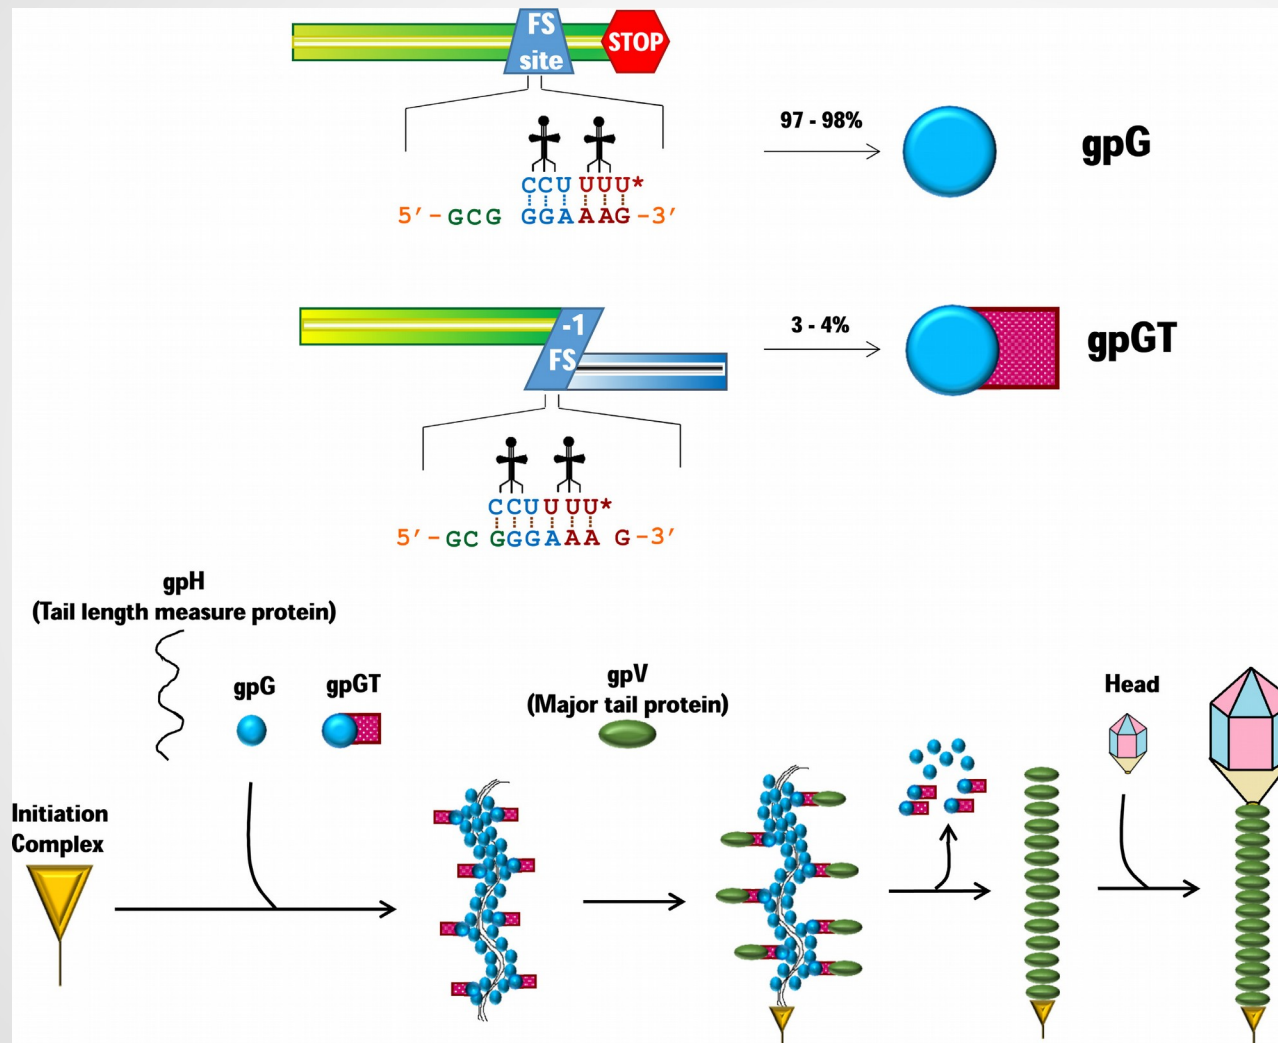 FS
site
STOP
CCU UUU*
5′ - GCG GGA AAG -3′
97 - 98%
gpG
-1
FS
CCUUUU*
5′ - GC GGGAAA G -3′
3 - 4%
gpGT
gpH
(Tail length measure protein)
gpG
gpGT
gpV
(Major tail protein)
Head
Initiation
Complex